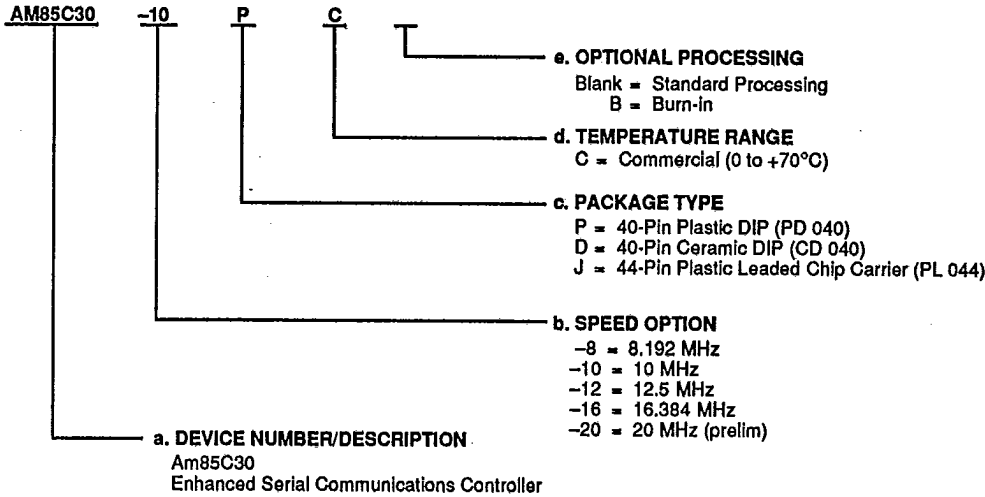 AM85C30 –10 P C
e. OPTIONAL PROCESSING
Blank = Standard Processing
B = Burn-in
d. TEMPERATURE RANGE
C = Commercial (0 to +70°C)
c. PACKAGE TYPE
P = 40-Pin Plastic DIP (PD 040)
D = 40-Pin Ceramic DIP (CD 040)
J = 44-Pin Plastic Leaded Chip Carrier (PL 044)
b. SPEED OPTION
–8 = 8.192 MHz
–10 = 10 MHz
–12 = 12.5 MHz
–16 = 16.384 MHz
–20 = 20 MHz (prelim)
a. DEVICE NUMBER/DESCRIPTION
Am85C30
Enhanced Serial Communications Controller